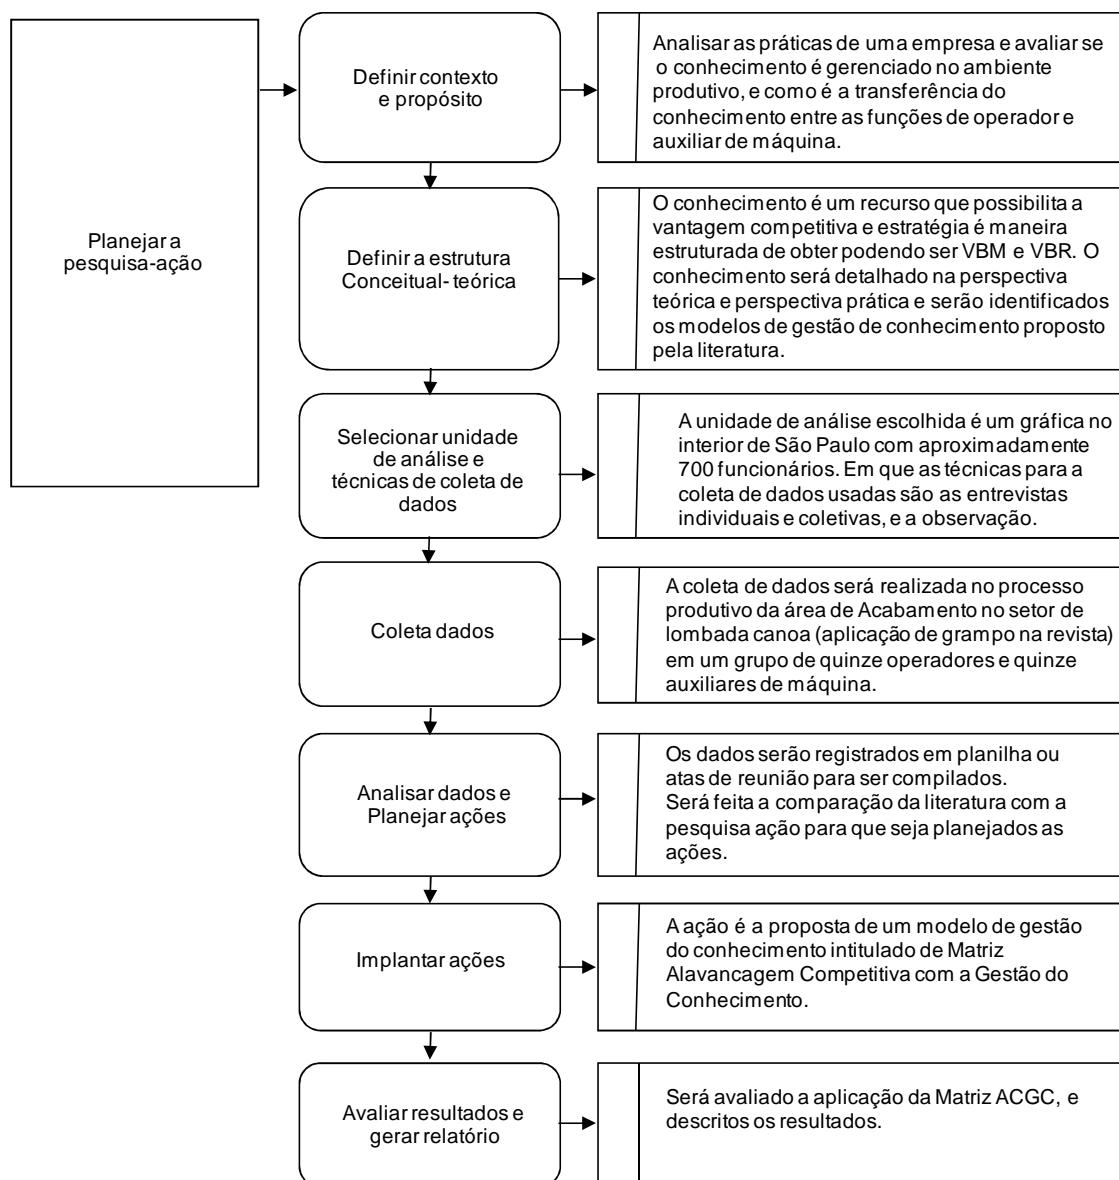 Planejar a
pesquisa-ação
Definir contexto
e propósito
Analisar as práticas de uma empresa e avaliar se
o conhecimento é gerenciado no ambiente
produtivo, e como é a transferência do
conhecimento entre as funções de operador e
auxiliar de máquina.
Definir a estrutura
Conceitual- teórica
O conhecimento é um recurso que possibilita a
vantagem competitiva e estratégia é maneira
estruturada de obter podendo ser VBM e VBR. O
conhecimento será detalhado na perspectiva
teórica e perspectiva prática e serão identificados
os modelos de gestão de conhecimento proposto
pela literatura.
Selecionar unidade
de análise e
técnicas de coleta de
dados
A unidade de análise escolhida é um gráfica no
interior de São Paulo com aproximadamente
700 funcionários. Em que as técnicas para a
coleta de dados usadas são as entrevistas
individuais e coletivas, e a observação.
Coleta dados
A coleta de dados será realizada no processo
produtivo da área de Acabamento no setor de
lombada canoa (aplicação de grampo na revista)
em um grupo de quinze operadores e quinze
auxiliares de máquina.
Analisar dados e
Planejar ações
Os dados serão registrados em planilha ou
atas de reunião para ser compilados.
Será feita a comparação da literatura com a
pesquisa ação para que seja planejados as
ações.
Implantar ações
A ação é a proposta de um modelo de gestão
do conhecimento intitulado de Matriz
Alavancagem Competitiva com a Gestão do
Conhecimento.
Avaliar resultados e
gerar relatório
Será avaliado a aplicação da Matriz ACGC, e
descritos os resultados.